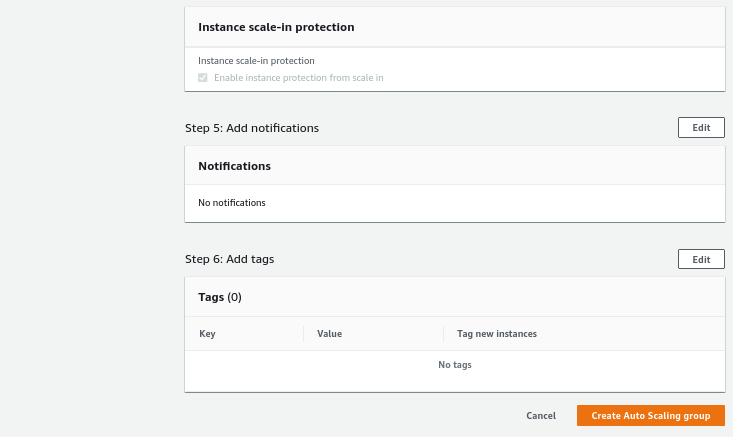 Instance scale-in protection
Instance scale-in protection
Enable instance protection from scale in
Step 5: Add notifications
Edit
Notifications
No notifications
Step 6: Add tags
Edit
Tags (0)
Key Value Tag new instances
No tags
Cancel Create Auto Scaling group